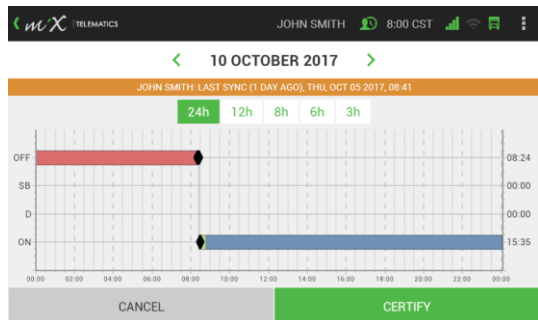 miX TELEMATICS JOHN SMITH 8:00 CST
10 OCTOBER 2017
JOHN SMITH: LAST SYNC (1 DAY AGO), THU, OCT 05 2017, 08:41
24h 12h 8h 6h 3h
OFF 08:24
SB 00:00
D 00:00
ON 15:35
00:00 02:00 04:00 06:00 08:00 10:00 12:00 14:00 16:00 18:00 20:00 22:00 00:00
CANCEL CERTIFY